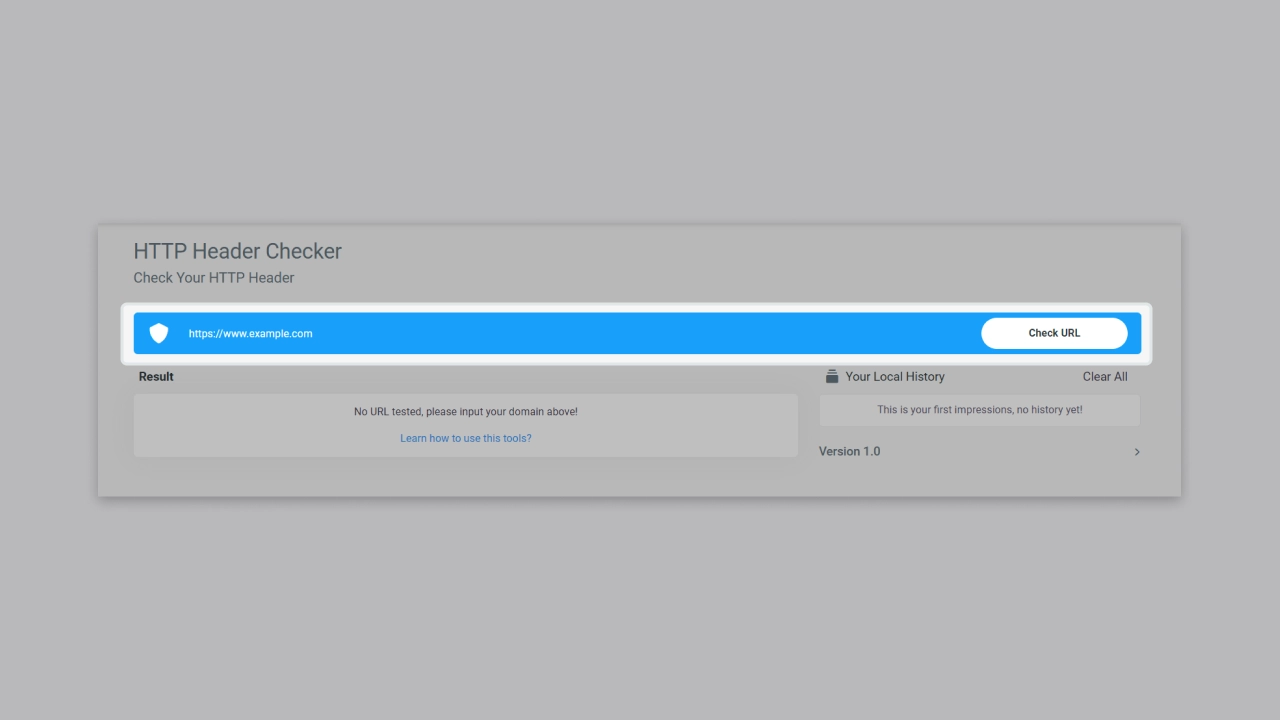 HTTP Header Checker
Check Your HTTP Header
https://www.example.com
Check URL
Result
No URL tested, please input your domain above!
Learn how to use this tools?
Your Local History
Clear All
This is your first impressions, no history yet!
Version 1.0